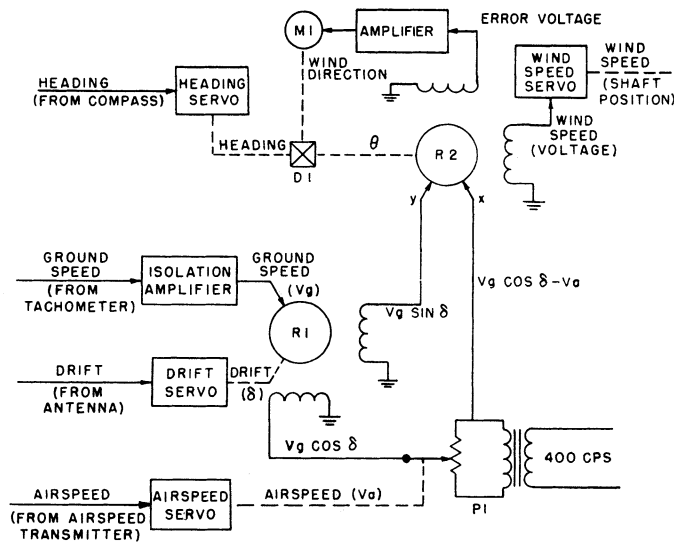 ERROR VOLTAGE
M1
AMPLIFIER
WIND
DIRECTION
WIND
SPEED
SERVO
WIND
SPEED
(SHAFT
POSITION)
HEADING
(FROM COMPASS)
HEADING
SERVO
WIND
SPEED
(VOLTAGE)
HEADING
D1
θ
R2
y
x
GROUND
SPEED
(FROM
TACHOMETER)
ISOLATION
AMPLIFIER
GROUND
SPEED
(Vg)
R1
Vg SIN δ
Vg COS δ-Va
DRIFT
(FROM
ANTENNA)
DRIFT
SERVO
DRIFT
(δ)
Vg COS δ
400 CPS
P1
AIRSPEED
(FROM AIRSPEED
TRANSMITTER)
AIRSPEED
SERVO
AIRSPEED (Va)